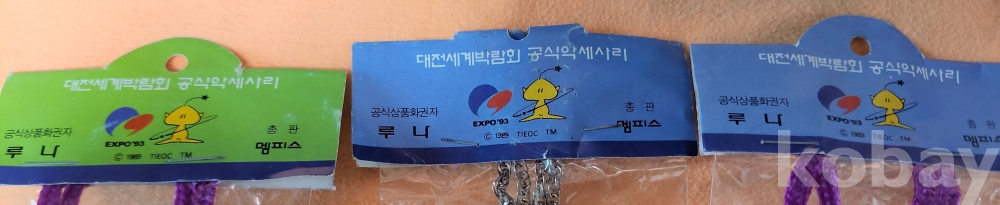 대전세계박람회 공식악세사리
공식상품화권자
루나
EXPO'93
© 1989 TIEOC TM
총판
멤피스
대전세계박람회 공식악세사리
공식상품화권자
루나
EXPO'93
© 1989 TIEOC TM
총판
멤피스
대전세계박람회 공식악세사리
공식상품화권자
루나
EXPO'93
© 1989 TIEOC TM
총판
멤피스
kobay